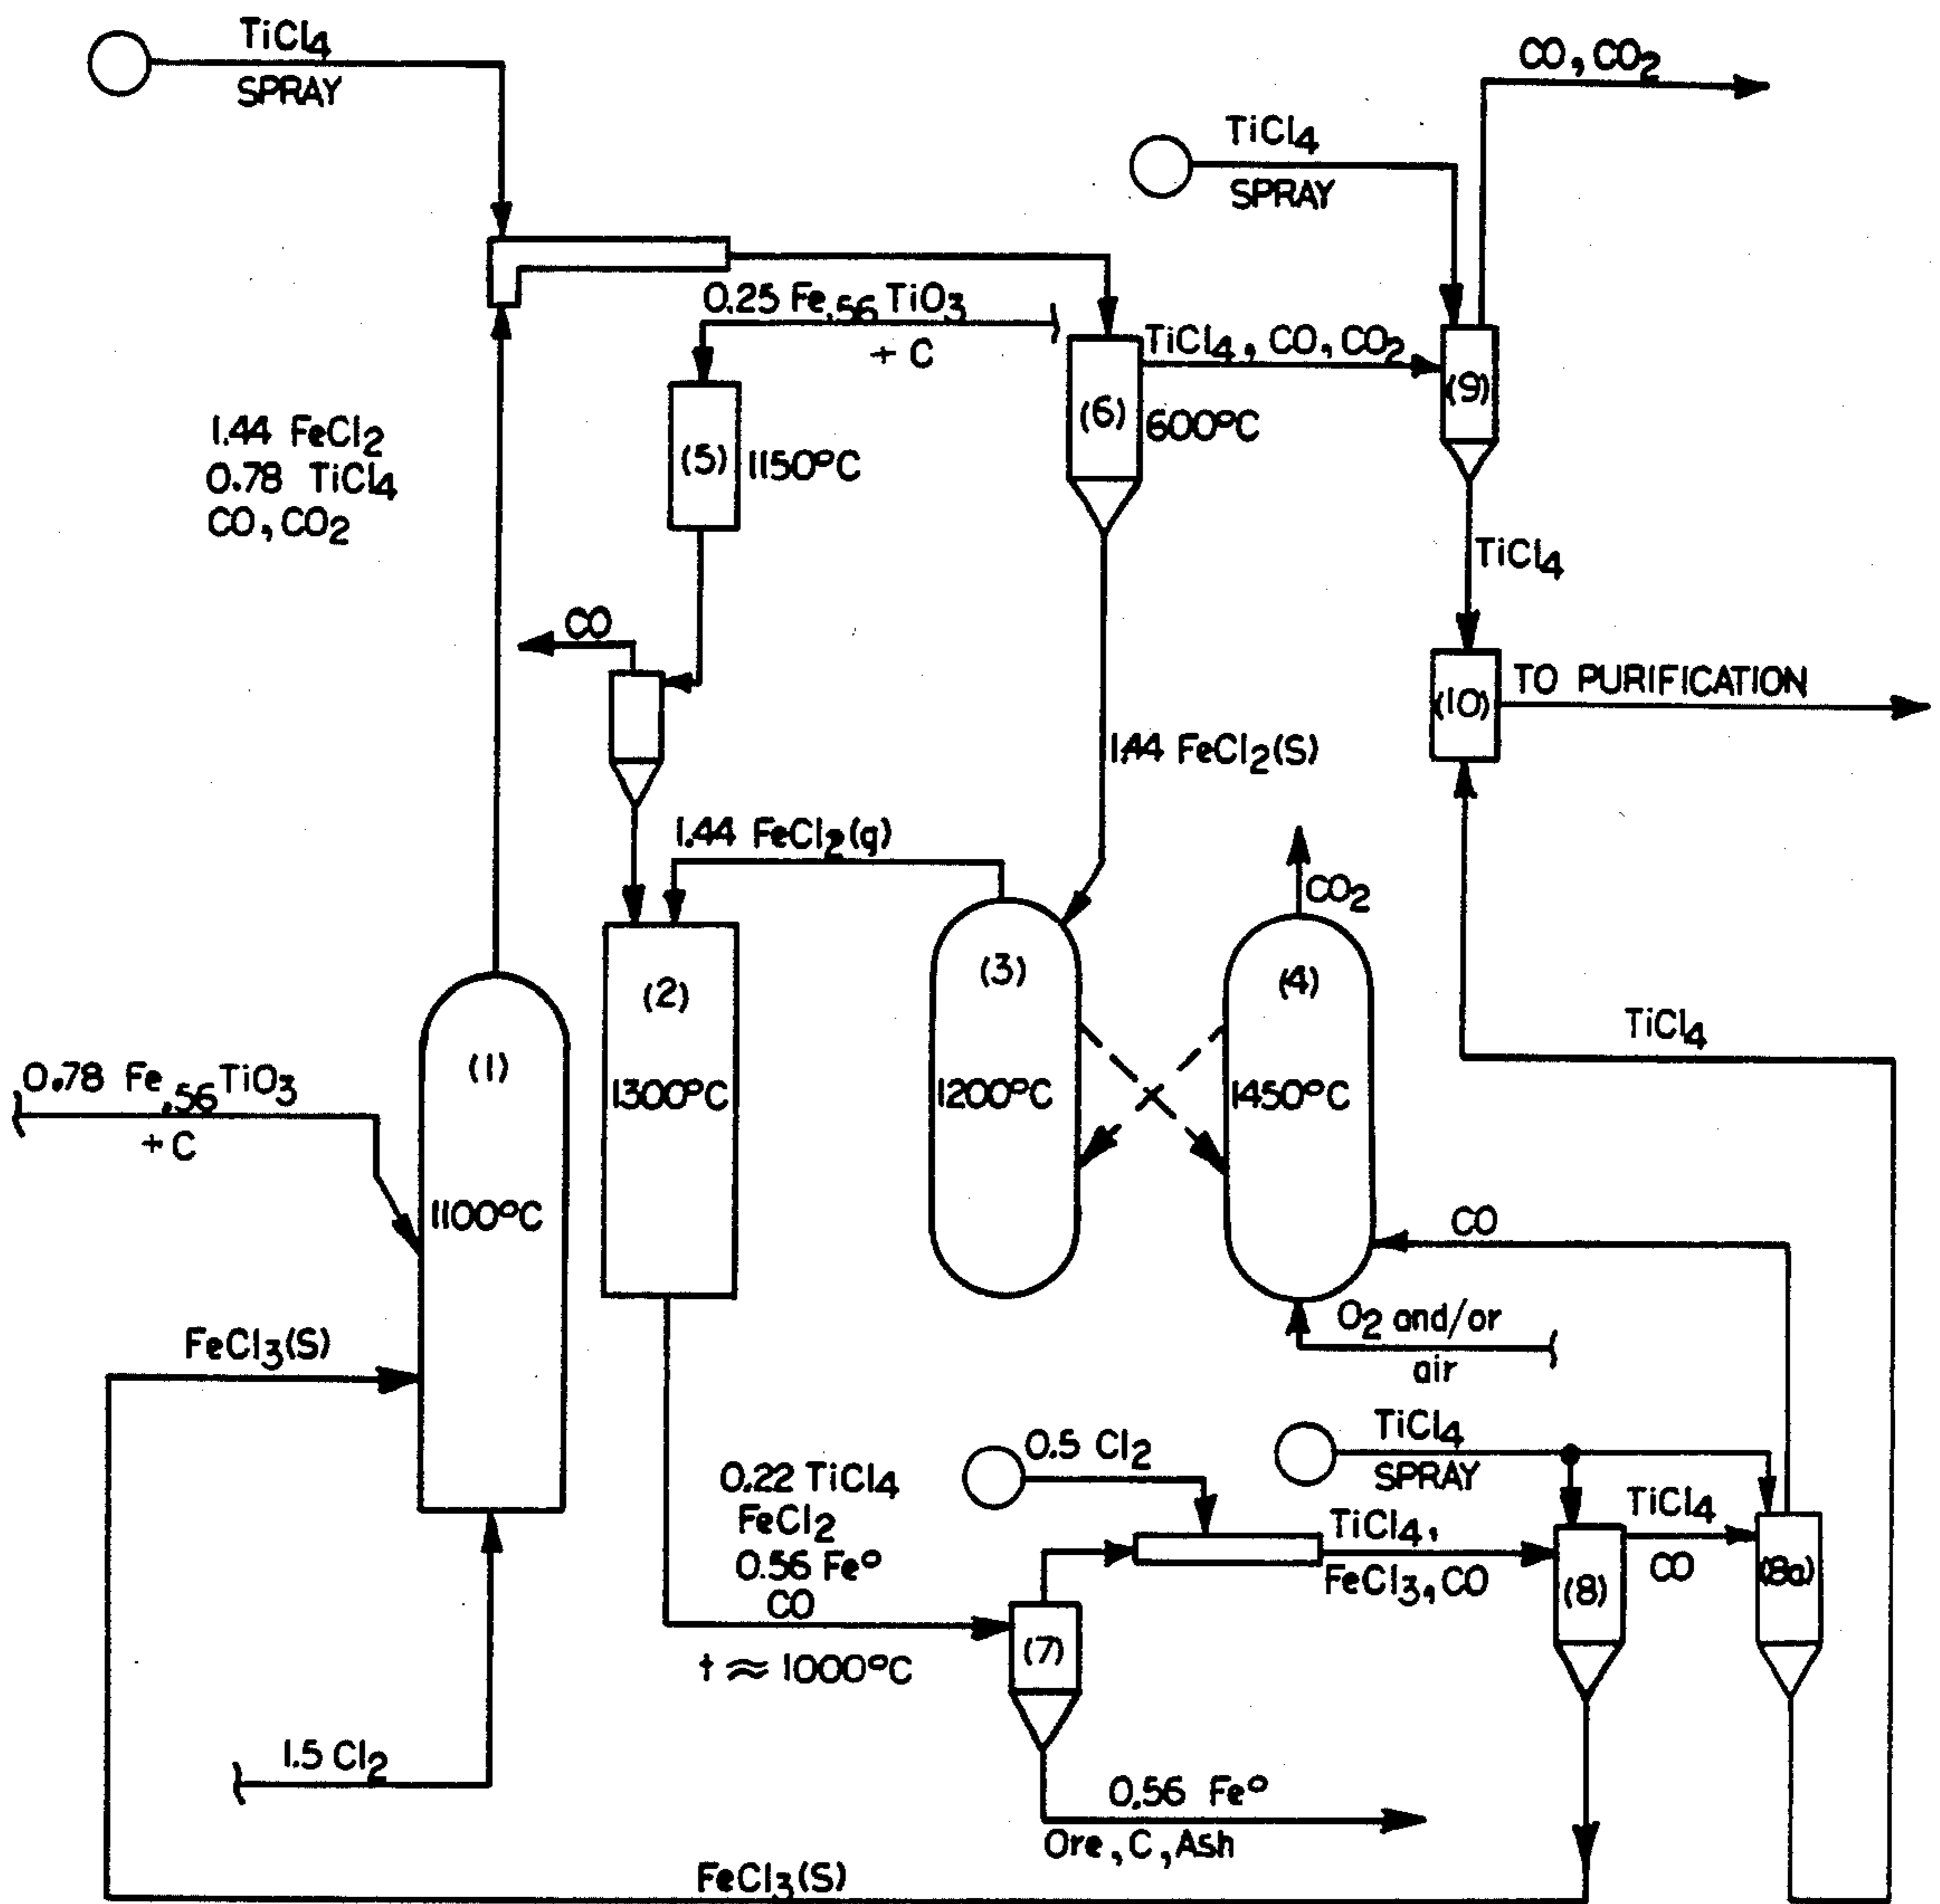 TiCl4
SPRAY
CO, CO2
TiCl4
SPRAY
0.25 Fe.56 TiO3
+ C
TiCl4, CO, CO2
(9)
(6)
600°C
(5)
1150°C
1.44 FeCl2
0.78 TiCl4
CO, CO2
TiCl4
CO
(10)
TO PURIFICATION
1.44 FeCl2(S)
1.44 FeCl2(g)
CO2
(1)
(2)
(3)
(4)
TiCl4
0.78 Fe.56TiO3
+ C
1300°C
1200°C
1450°C
1100°C
CO
O2 and/or
air
FeCl3(S)
0.5 Cl2
TiCl4
SPRAY
0.22 TiCl4
FeCl2
0.56 Fe°
CO
t ≈ 1000°C
TiCl4,
FeCl3, CO
TiCl4
CO
(8)
(8a)
(7)
1.5 Cl2
0.56 Fe°
Ore, C, Ash
FeCl3(S)